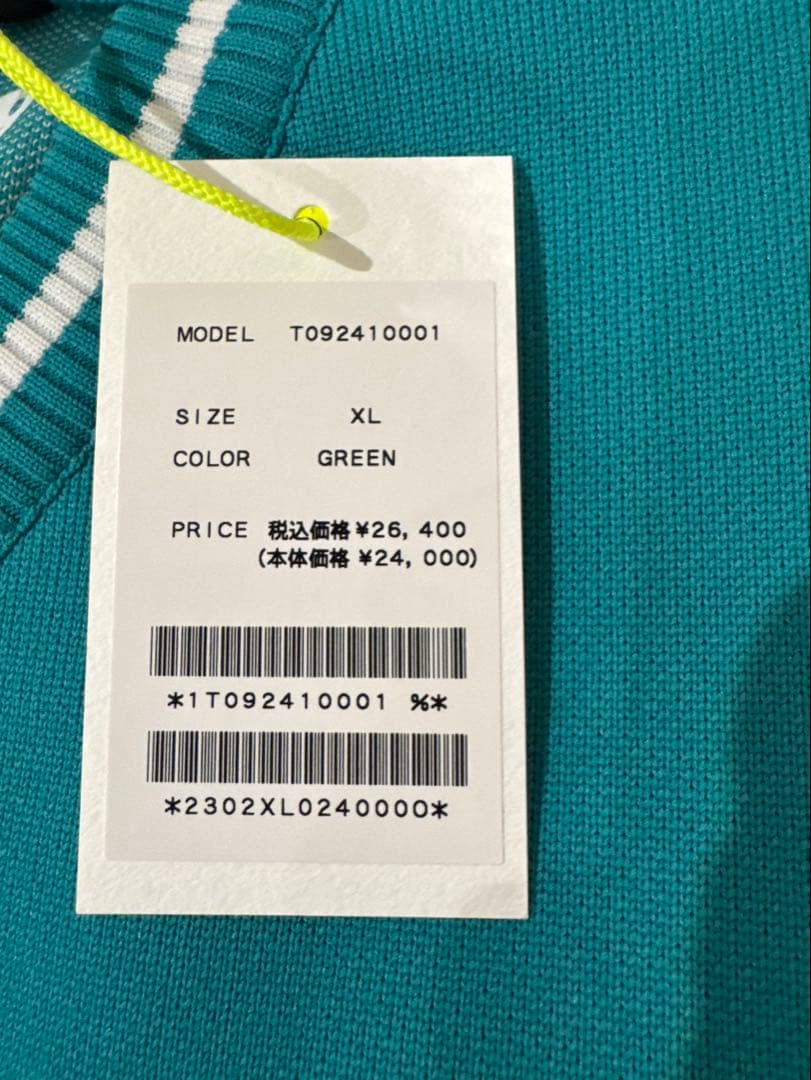 MODEL T092410001
SIZE XL
COLOR GREEN
PRICE 税込価格¥26,400
(本体価格 ¥24,000)
*1T092410001 %*
*2302XL0240000*